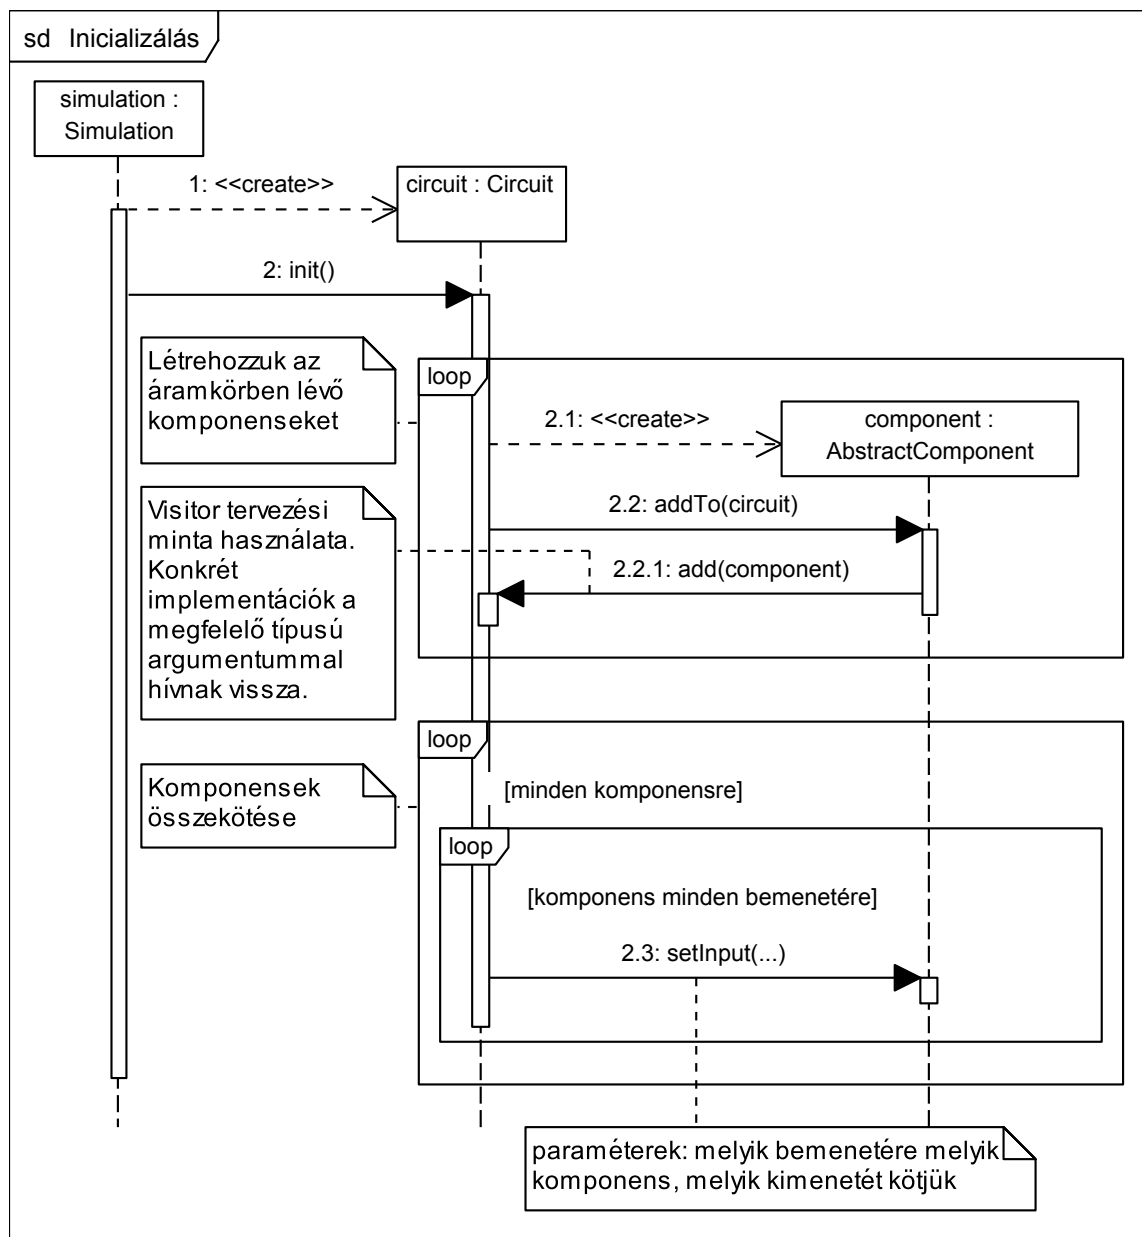 sd Inicializálás
simulation :
Simulation
1: <<create>>
circuit : Circuit
2: init()
Létrehozzuk az
áramkörben lévő
komponenseket
loop
2.1: <<create>>
component :
AbstractComponent
2.2: addTo(circuit)
Visitor tervezési
minta használata.
Konkrét
implementációk a
megfelelő típusú
argumentummal
hívnak vissza.
2.2.1: add(component)
loop
Komponensek
összekötése
[minden komponensre]
loop
[komponens minden bemenetére]
2.3: setInput(...)
paraméterek: melyik bemenetére melyik
komponens, melyik kimenetét kötjük